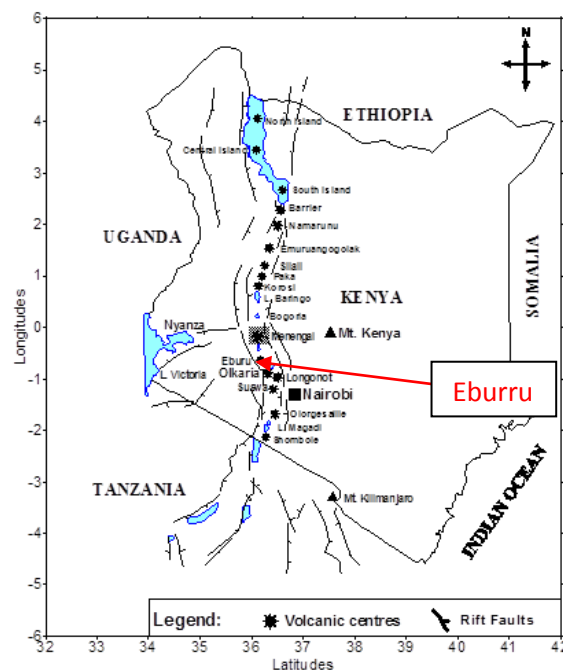 6
5
4
3
2
1
0
-1
-2
-3
-4
-5
-6
Longitudes
N
ETHIOPIA
North Island
Central Island
South Island
Barrier
Namarunu
UGANDA
Emuruangogolak
Silali
Paka
Korosi
L. Baringo
KENYA
Bogoria
SOMALIA
Nyanza
Menengai
Mt. Kenya
Eburu
L. Victoria
Olkaria
Longonot
Suswa
Nairobi
Eburru
Olorgesailie
L. Magadi
Shombole
TANZANIA
Mt. Kilimanjaro
INDIAN OCEAN
Legend:
Volcanic centres
Rift Faults
32 33 34 35 36 37 38 39 40 41 42
Latitudes